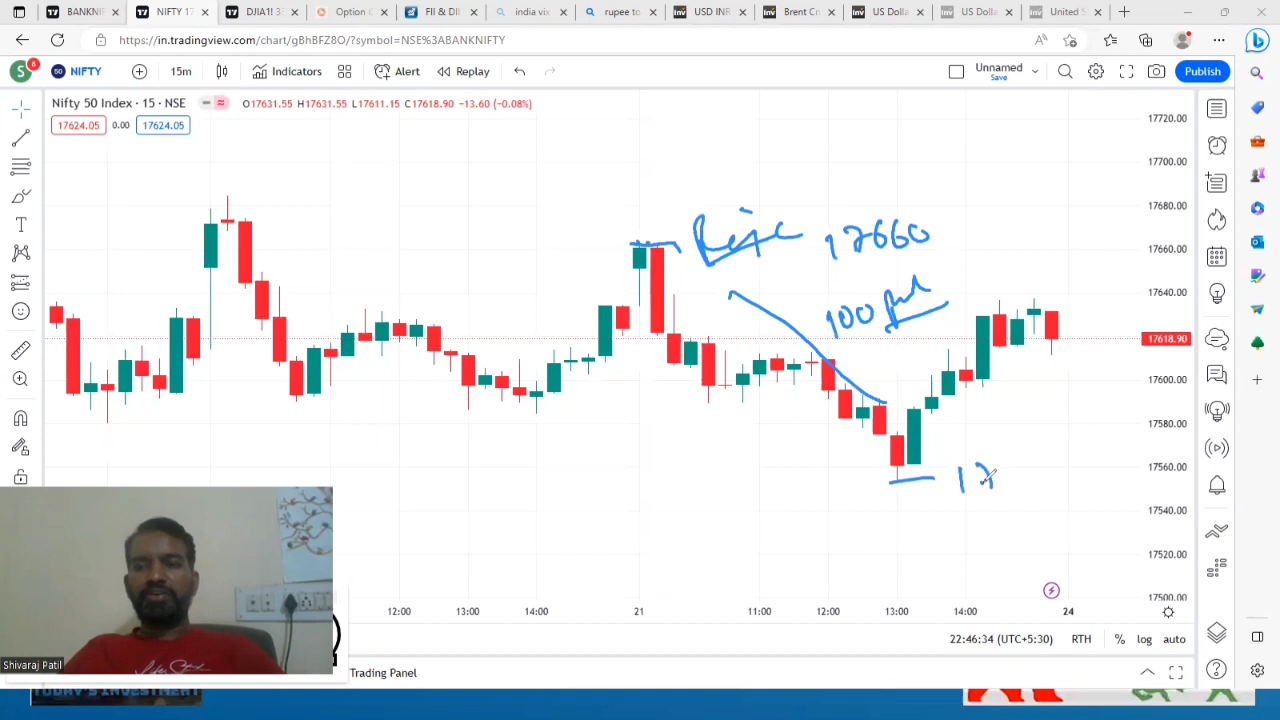 BANKNIF
NIFTY 17
DJIA1! 3
Option C
FII & DII
india vix
rupee to
USD INR
Brent Cr
US Dolla
US Dolla
United S
https://in.tradingview.com/chart/gBhBFZ8O/?symbol=NSE%3ABANKNIFTY
S 6 50 NIFTY 15m Indicators Alert Replay Unnamed Save Publish
Nifty 50 Index · 15 · NSE O17631.55 H17631.55 L17611.15 C17618.90 −13.60 (−0.08%)
17624.05 0.00 17624.05
17720.00
17700.00
17680.00
17660
17660.00
17640.00
100
17618.90
17600.00
17580.00
17560.00
17540.00
17520.00
17500.00
12:00 13:00 14:00 21 11:00 12:00 13:00 14:00 24
22:46:34 (UTC+5:30) RTH % log auto
Shivaraj Patil
Trading Panel
TODAY'S INVESTMENT